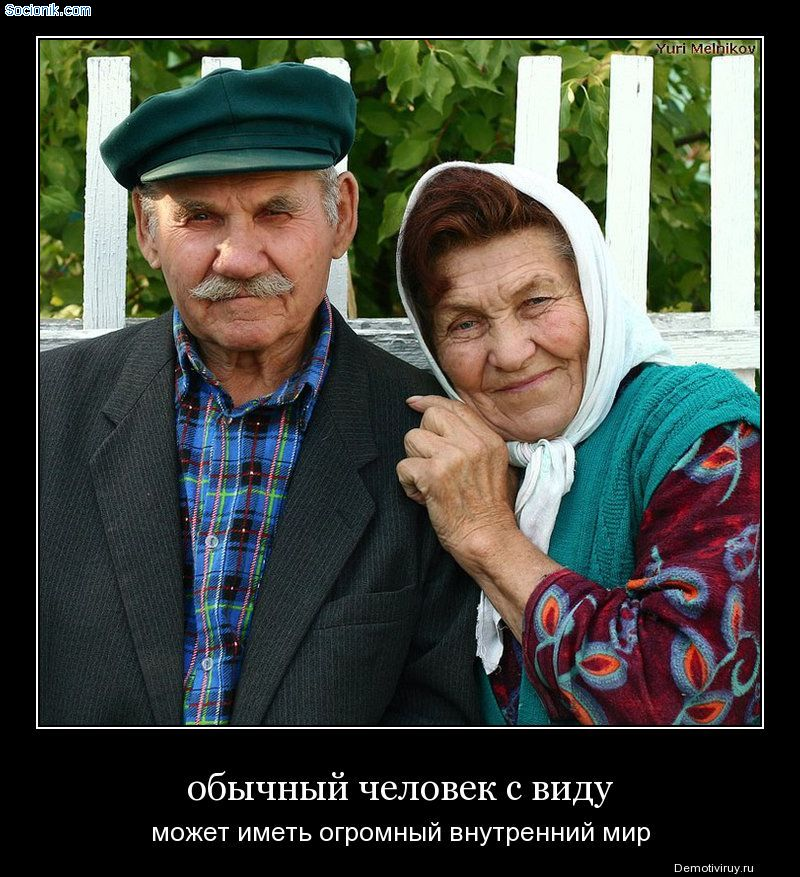 Socionik.com
Yuri Melnikov
обычный человек с виду
может иметь огромный внутренний мир
Demotiviruy.ru